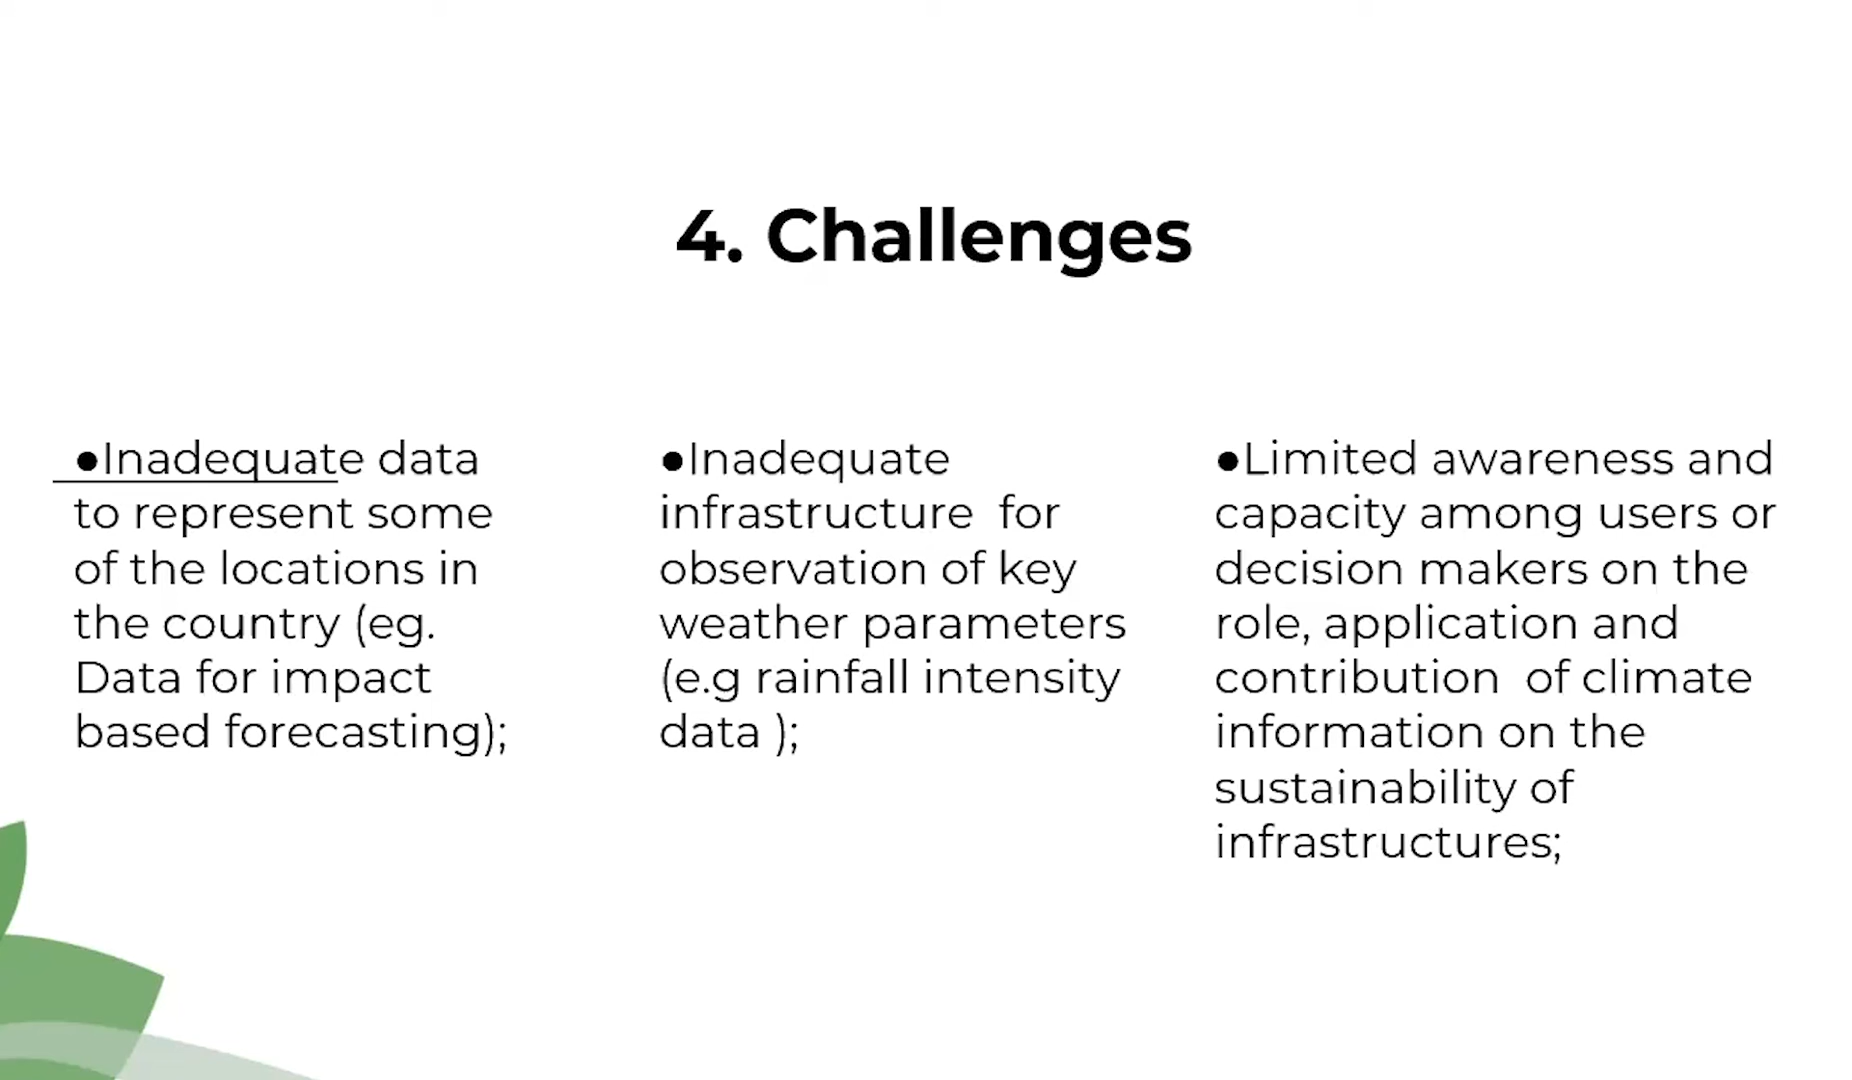 4. Challenges
●Inadequate data
to represent some
of the locations in
the country (eg.
Data for impact
based forecasting);
●Inadequate
infrastructure  for
observation of key
weather parameters
(e.g rainfall intensity
data );
●Limited awareness and
capacity among users or
decision makers on the
role, application and
contribution  of climate
information on the
sustainability of
infrastructures;